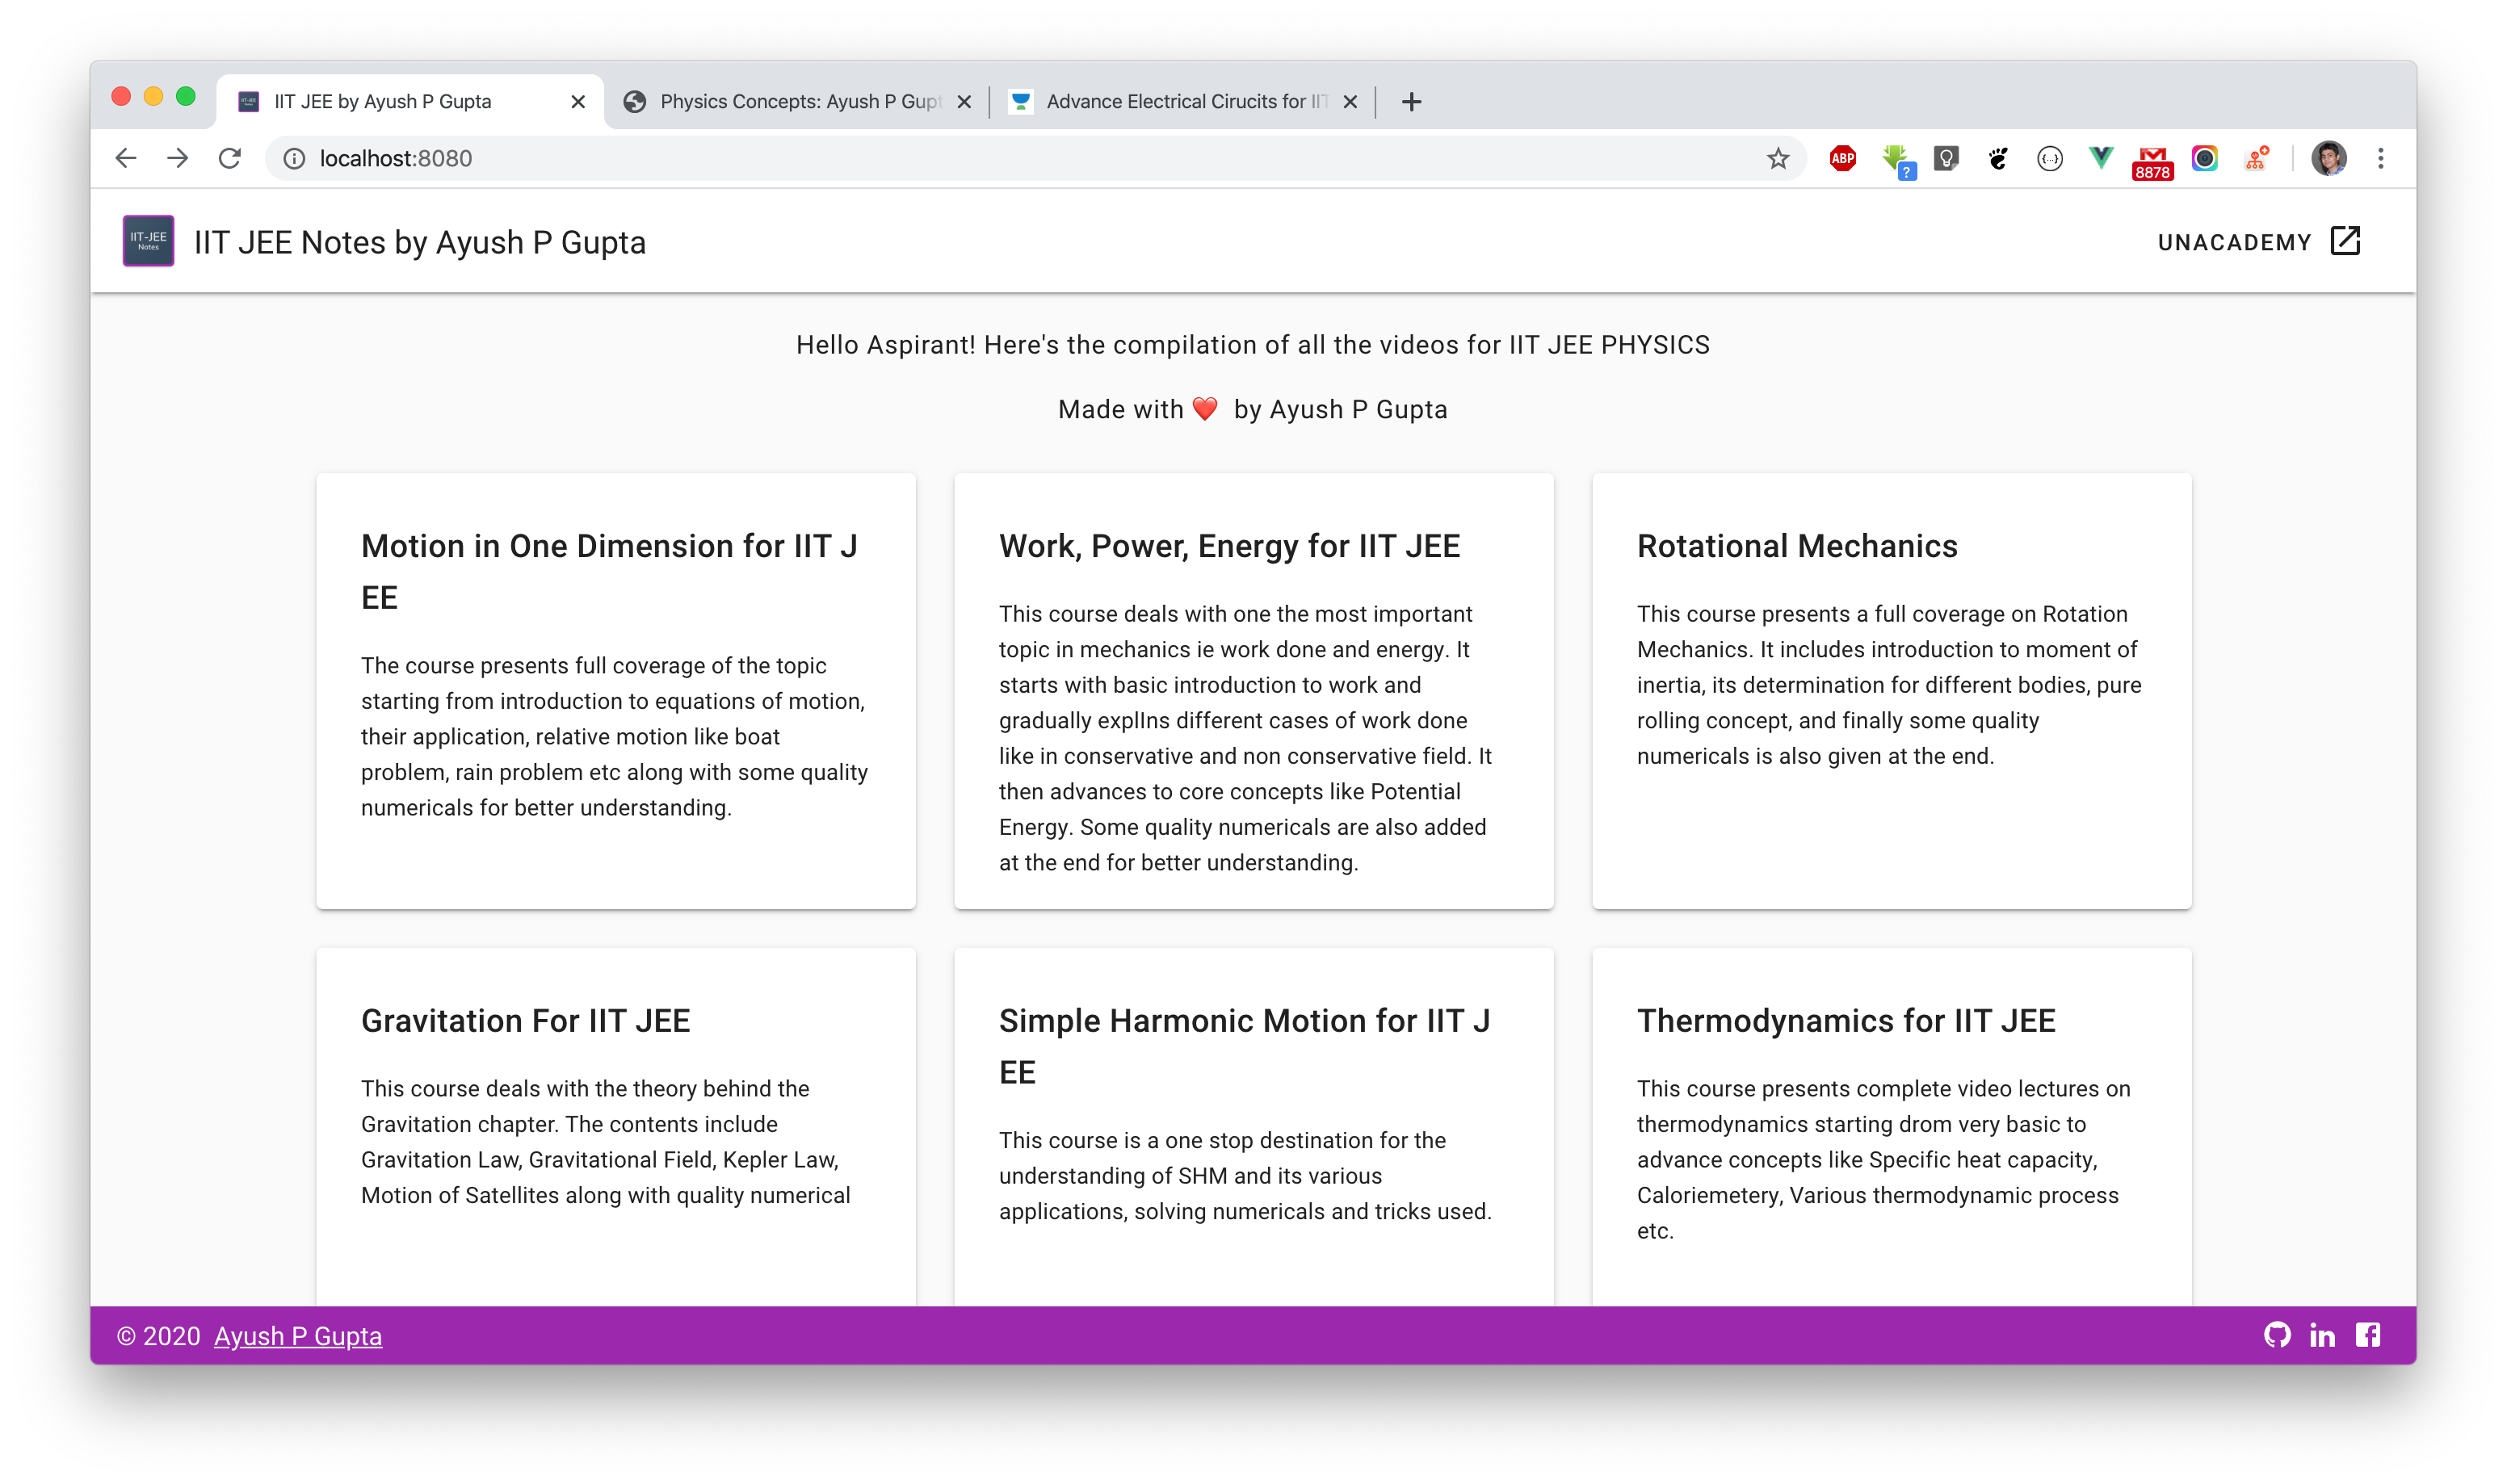 IIT JEE by Ayush P Gupta
Physics Concepts: Ayush P Gupt
Advance Electrical Cirucits for IIT
localhost:8080
ABP
?
{...}
8878
IIT-JEE
Notes
IIT JEE Notes by Ayush P Gupta
UNACADEMY
Hello Aspirant! Here's the compilation of all the videos for IIT JEE PHYSICS
Made with ❤️ by Ayush P Gupta
Motion in One Dimension for IIT J
EE
The course presents full coverage of the topic
starting from introduction to equations of motion,
their application, relative motion like boat
problem, rain problem etc along with some quality
numericals for better understanding.
Work, Power, Energy for IIT JEE
This course deals with one the most important
topic in mechanics ie work done and energy. It
starts with basic introduction to work and
gradually explIns different cases of work done
like in conservative and non conservative field. It
then advances to core concepts like Potential
Energy. Some quality numericals are also added
at the end for better understanding.
Rotational Mechanics
This course presents a full coverage on Rotation
Mechanics. It includes introduction to moment of
inertia, its determination for different bodies, pure
rolling concept, and finally some quality
numericals is also given at the end.
Gravitation For IIT JEE
This course deals with the theory behind the
Gravitation chapter. The contents include
Gravitation Law, Gravitational Field, Kepler Law,
Motion of Satellites along with quality numerical
Simple Harmonic Motion for IIT J
EE
This course is a one stop destination for the
understanding of SHM and its various
applications, solving numericals and tricks used.
Thermodynamics for IIT JEE
This course presents complete video lectures on
thermodynamics starting drom very basic to
advance concepts like Specific heat capacity,
Caloriemetery, Various thermodynamic process
etc.
© 2020 Ayush P Gupta